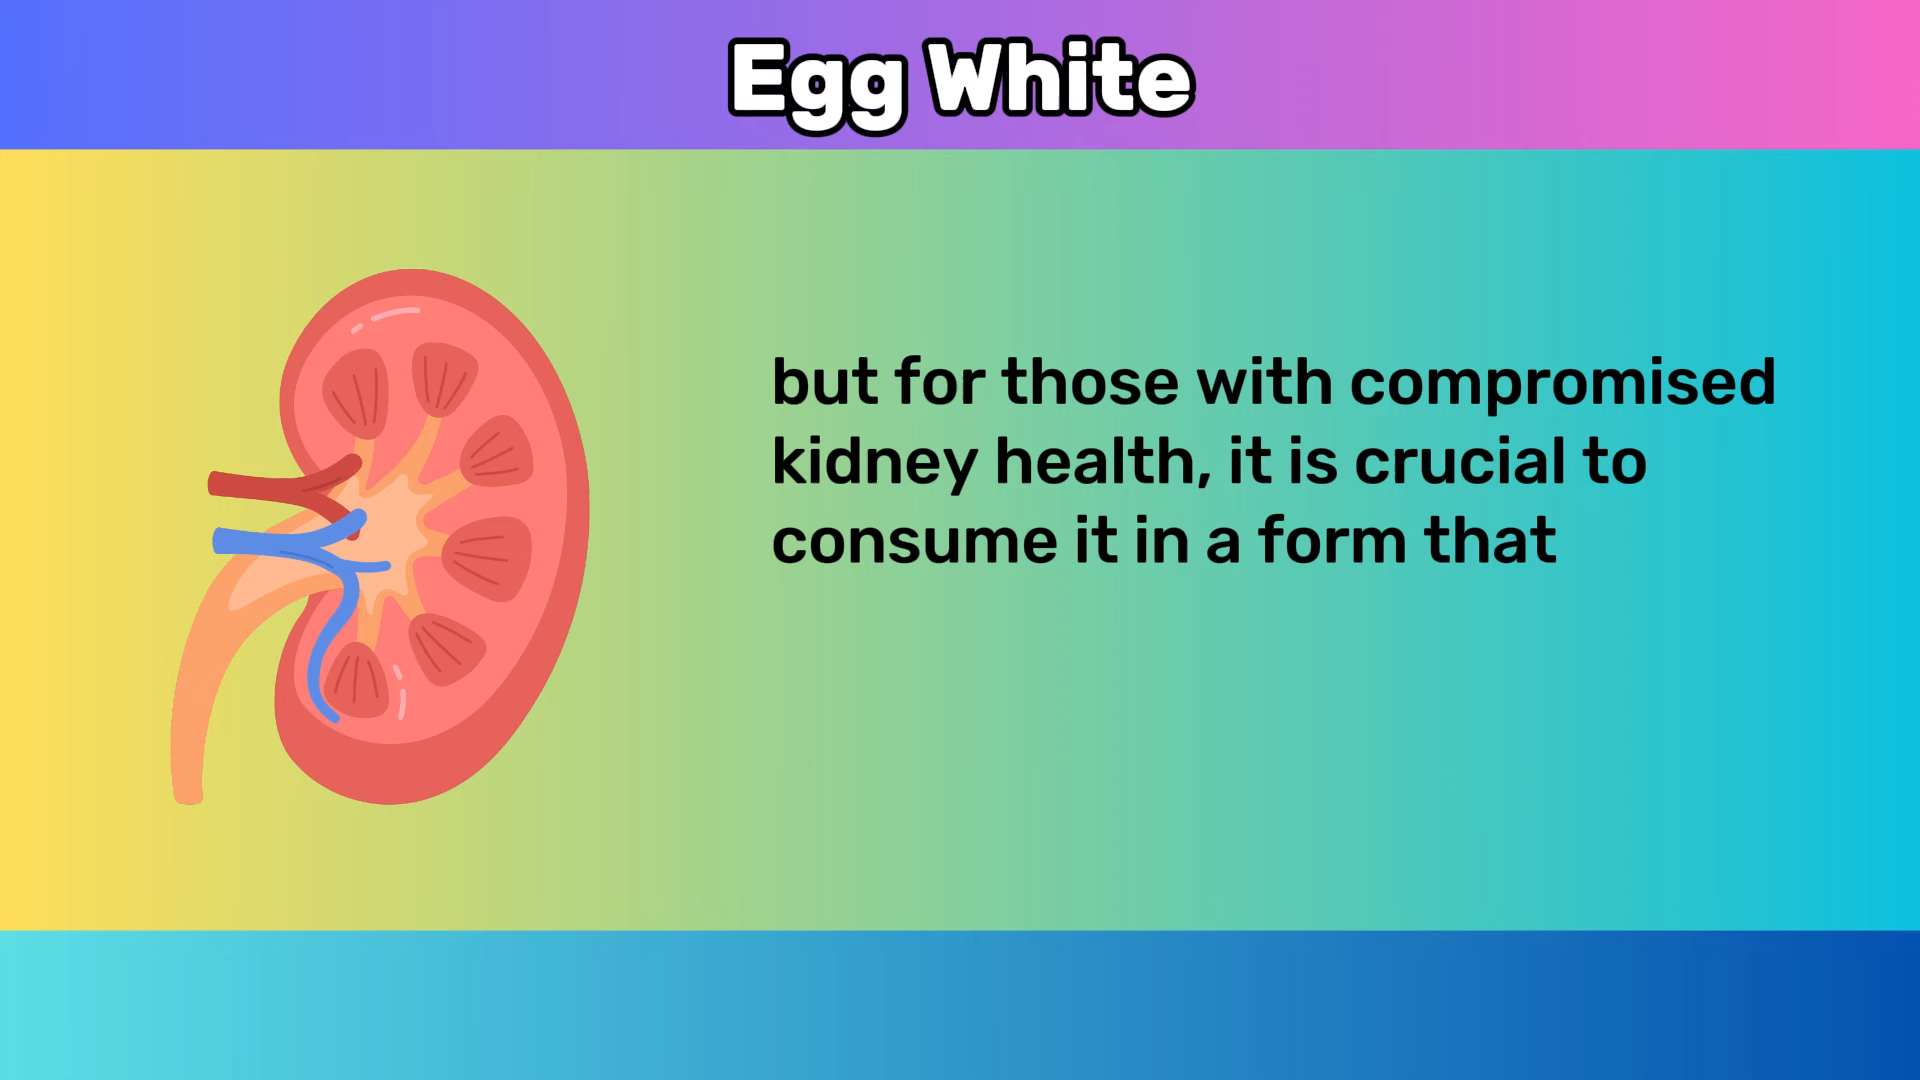 Egg White
but for those with compromised
kidney health, it is crucial to
consume it in a form that